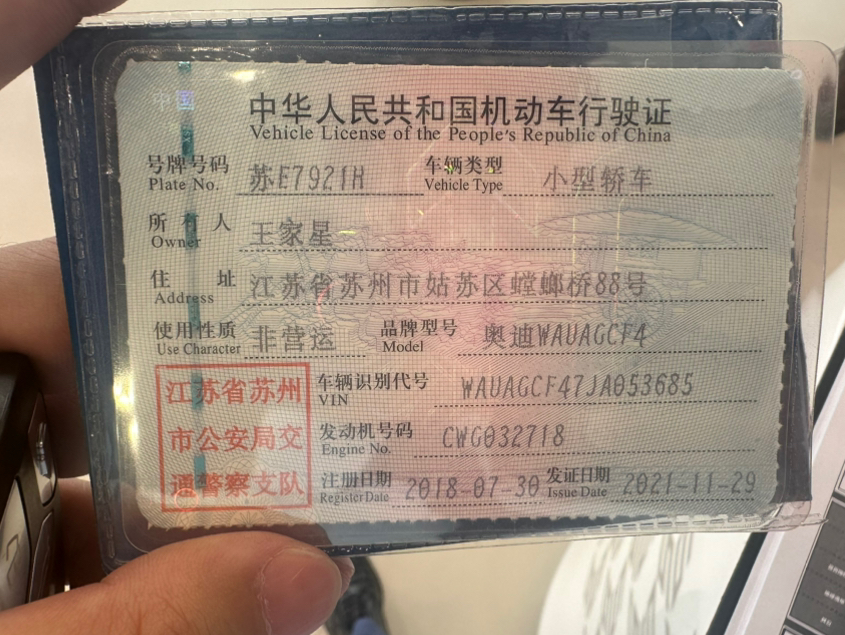 中国
中华人民共和国机动车行驶证
Vehicle License of the People's Republic of China
号牌号码 Plate No. 苏E7921H 车辆类型 Vehicle Type 小型轿车
所有人 Owner 王家星
住址 Address 江苏省苏州市姑苏区螳螂桥88号
使用性质 Use Character 非营运 品牌型号 Model 奥迪WAUAGCF4
江苏省苏州
市公安局交
通警察支队
车辆识别代号 VIN WAUAGCF47JA053685
发动机号码 Engine No. CWG032718
注册日期 Register Date 2018-07-30 发证日期 Issue Date 2021-11-29